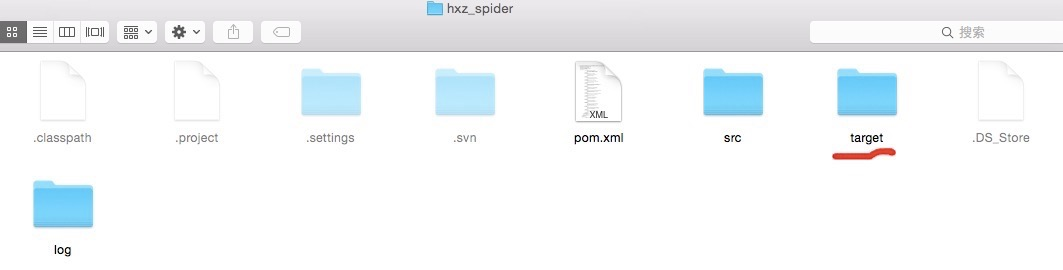 hxz_spider
搜索
.classpath
.project
.settings
.svn
XML
pom.xml
src
target
.DS_Store
log